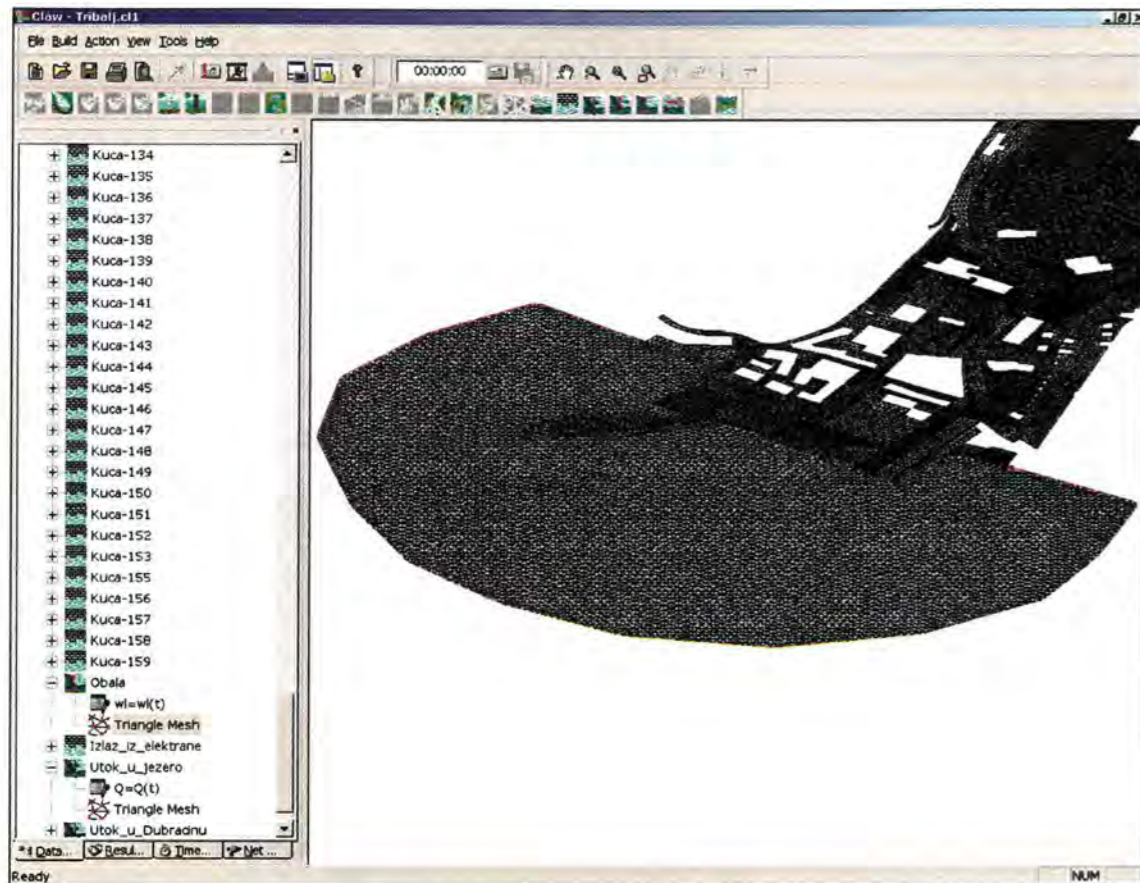 Claw - Tribalj.cl1
File Build Action View Tools Help
00:00:00
Kuca-134
Kuca-135
Kuca-136
Kuca-137
Kuca-138
Kuca-139
Kuca-140
Kuca-141
Kuca-142
Kuca-143
Kuca-144
Kuca-145
Kuca-146
Kuca-147
Kuca-148
Kuca-149
Kuca-150
Kuca-151
Kuca-152
Kuca-153
Kuca-155
Kuca-156
Kuca-157
Kuca-158
Kuca-159
Obala
wl=wl(t)
Triangle Mesh
Izlaz_iz_elektrane
Utok_u_jezero
Q=Q(t)
Triangle Mesh
Utok_u_Dubradnu
Data... Resul... Time... Net ...
Ready NUM